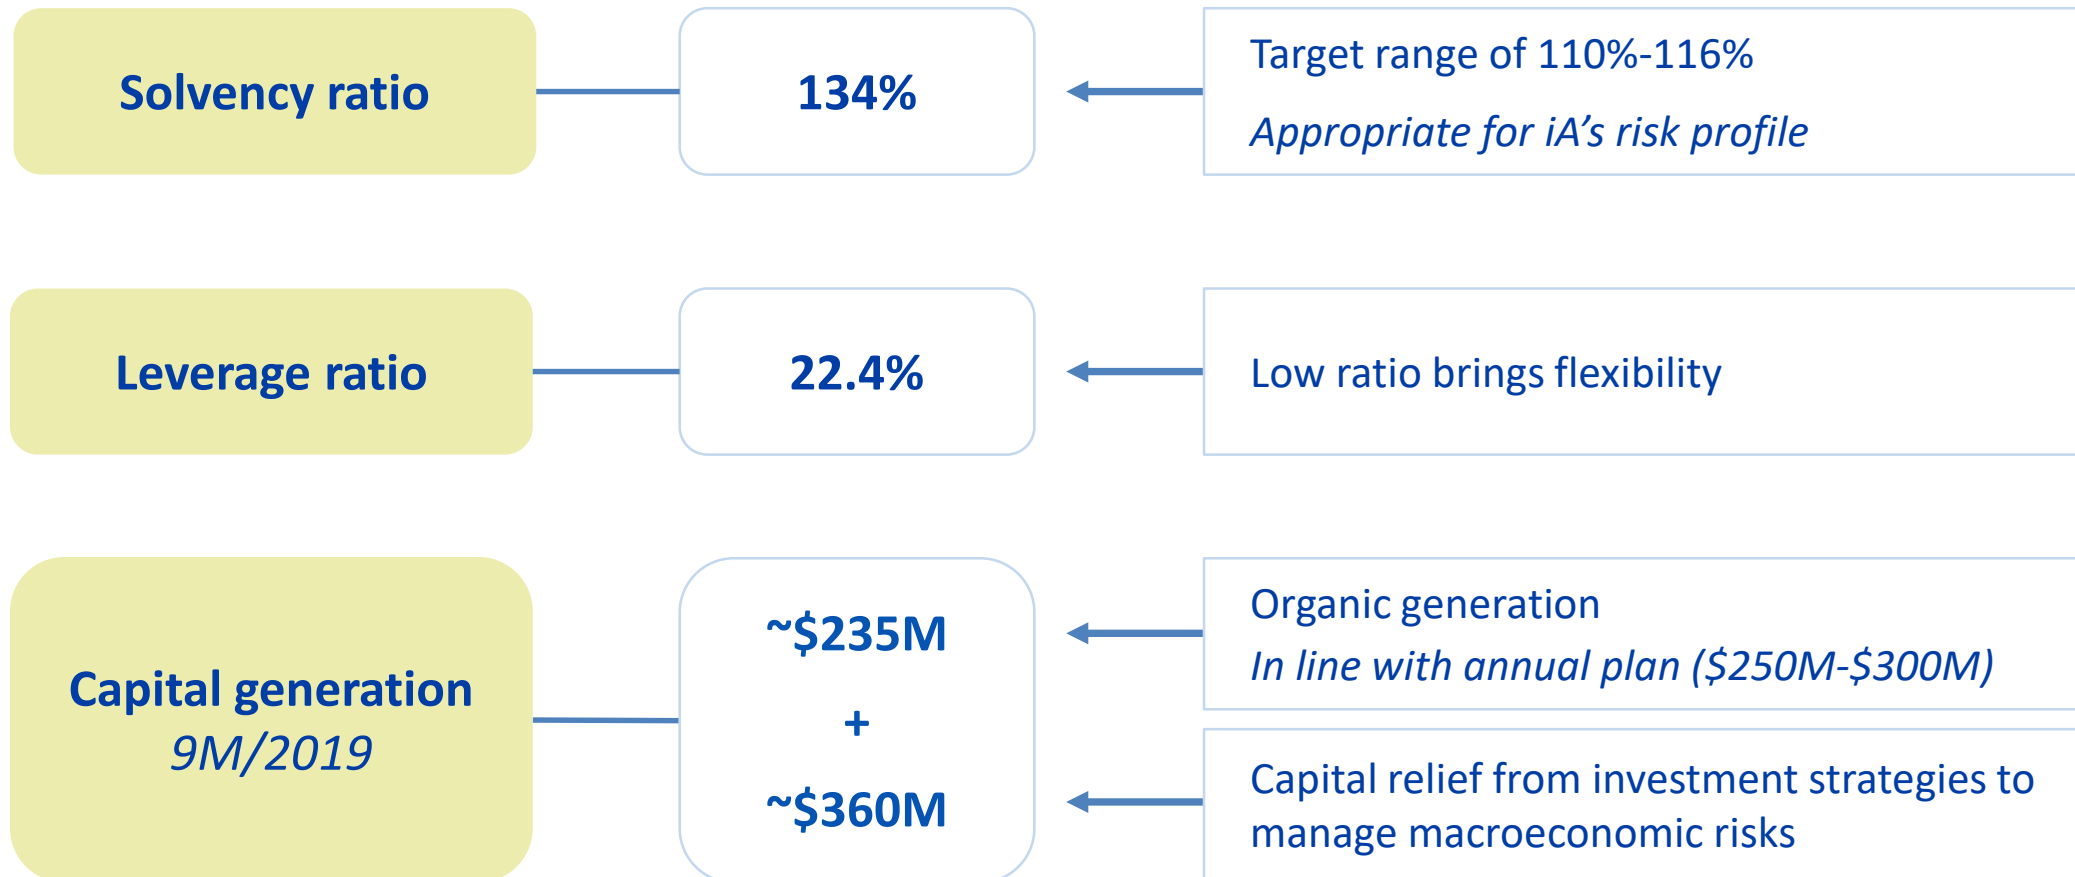 Solvency ratio
134%
Target range of 110%-116%
Appropriate for iA's risk profile
Leverage ratio
22.4%
Low ratio brings flexibility
Capital generation
9M/2019
~$235M
+
~$360M
Organic generation
In line with annual plan ($250M-$300M)
Capital relief from investment strategies to
manage macroeconomic risks